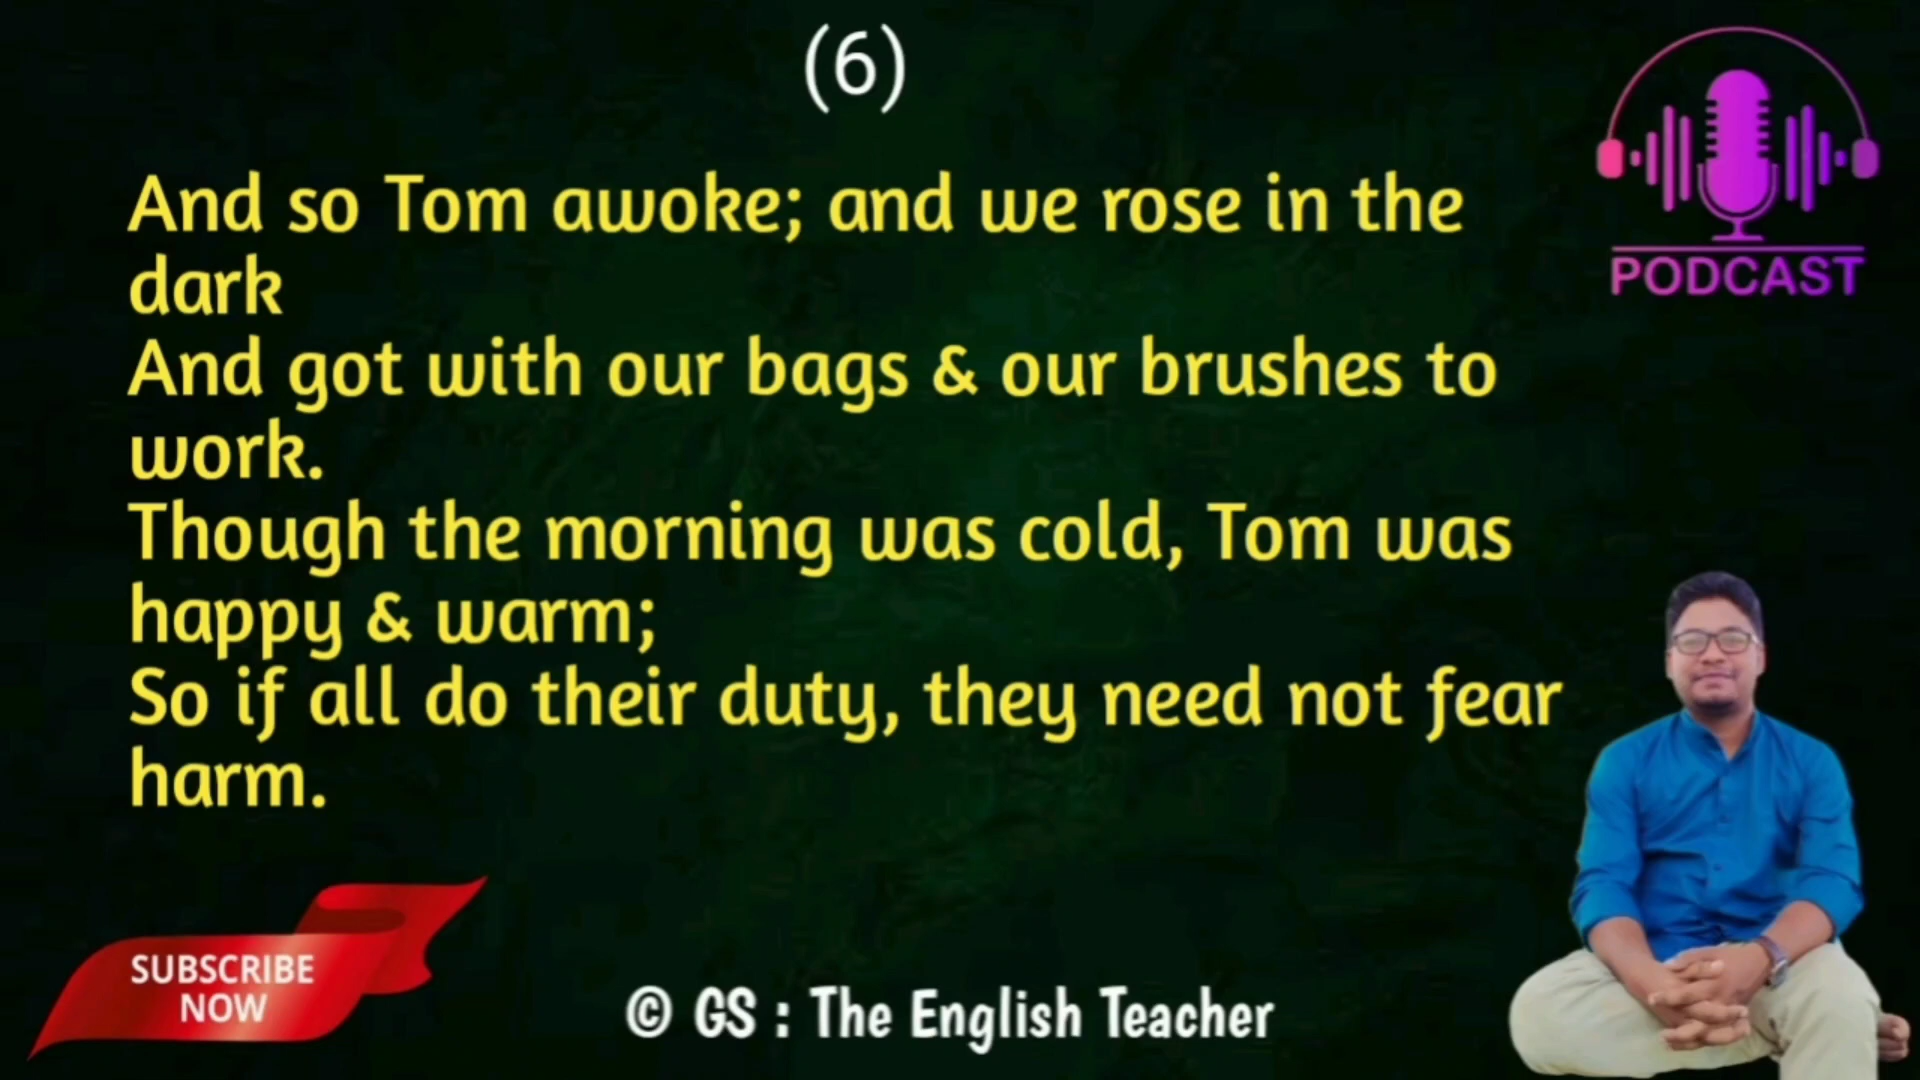 (6)
And so Tom awoke; and we rose in the
dark
And got with our bags & our brushes to
work.
Though the morning was cold, Tom was
happy & warm;
So if all do their duty, they need not fear
harm.
PODCAST
SUBSCRIBE
NOW
© GS : The English Teacher